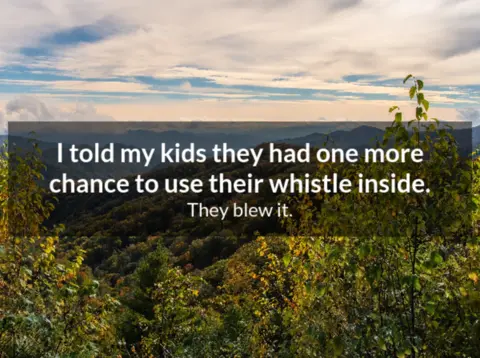 I told my kids they had one more
chance to use their whistle inside.
They blew it.